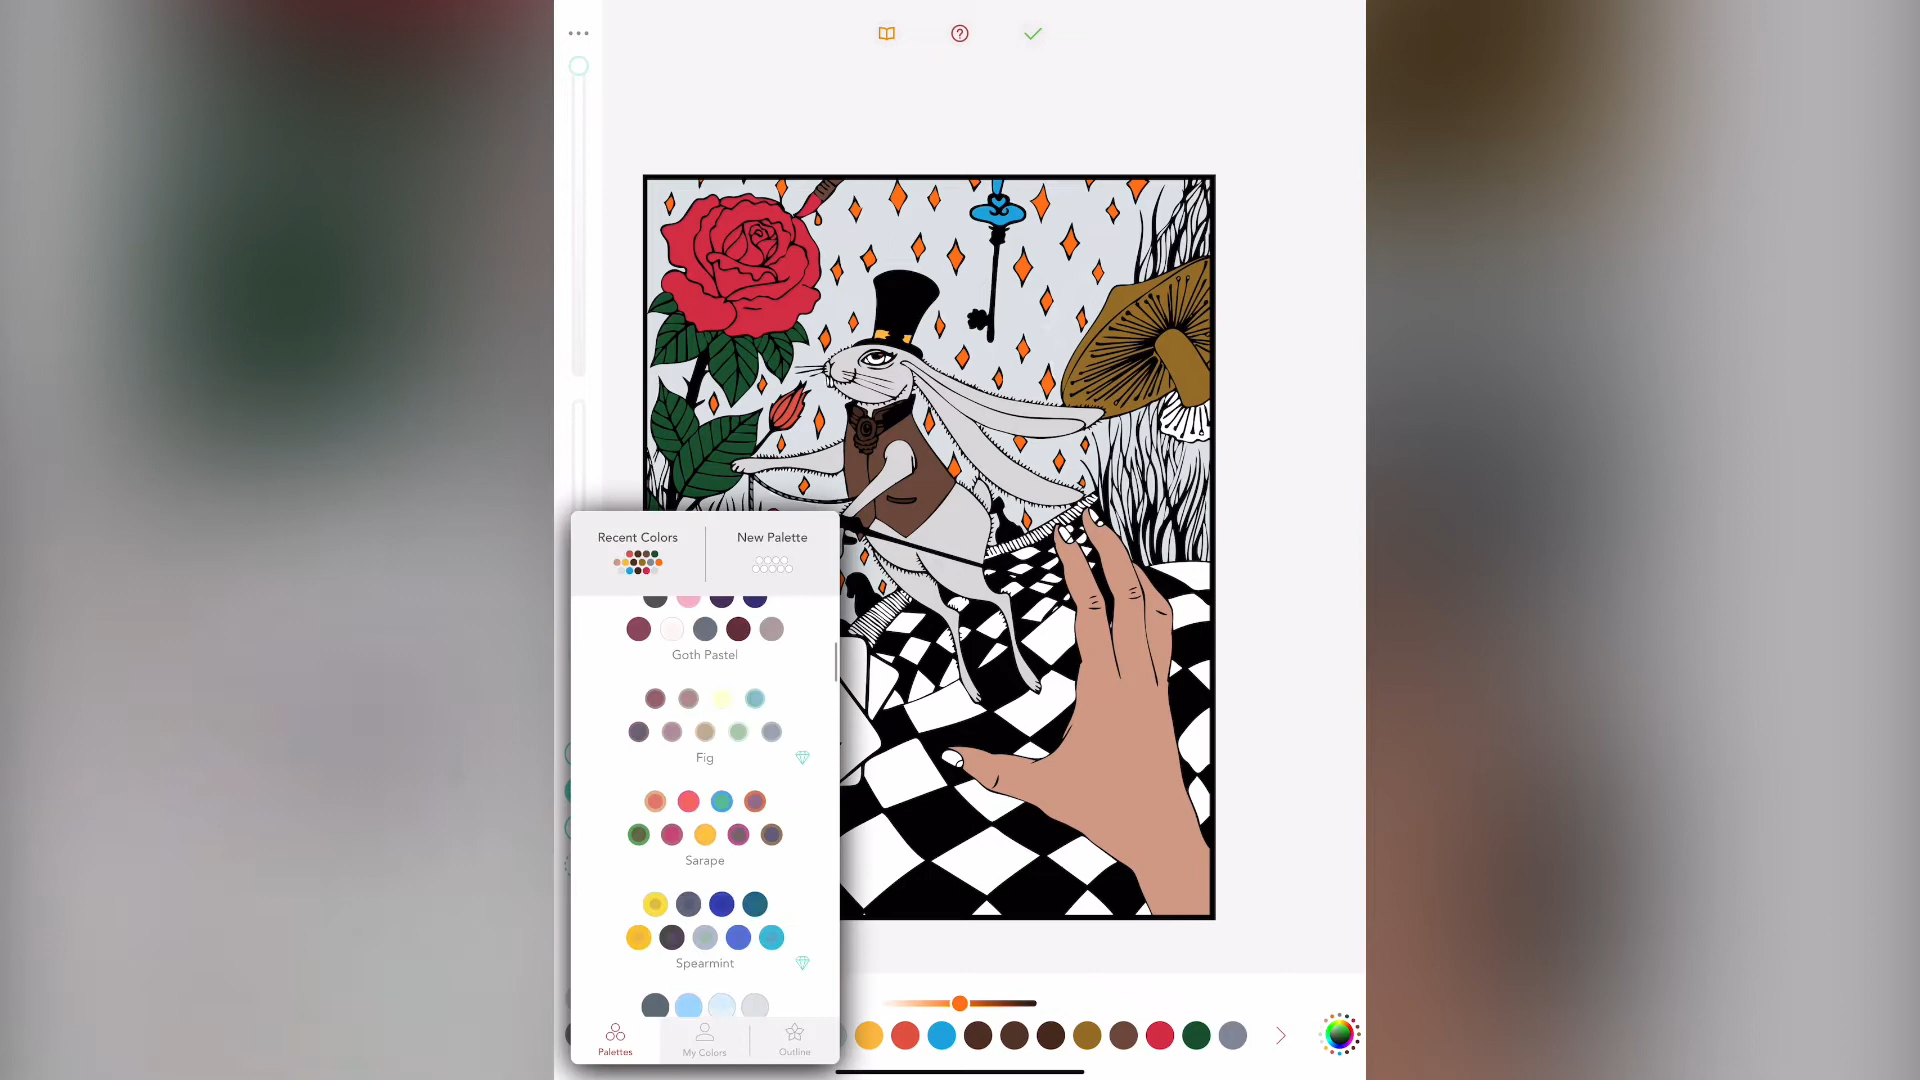 Recent Colors
New Palette
Goth Pastel
Fig
Sarape
Spearmint
Palettes
My Colors
Outline